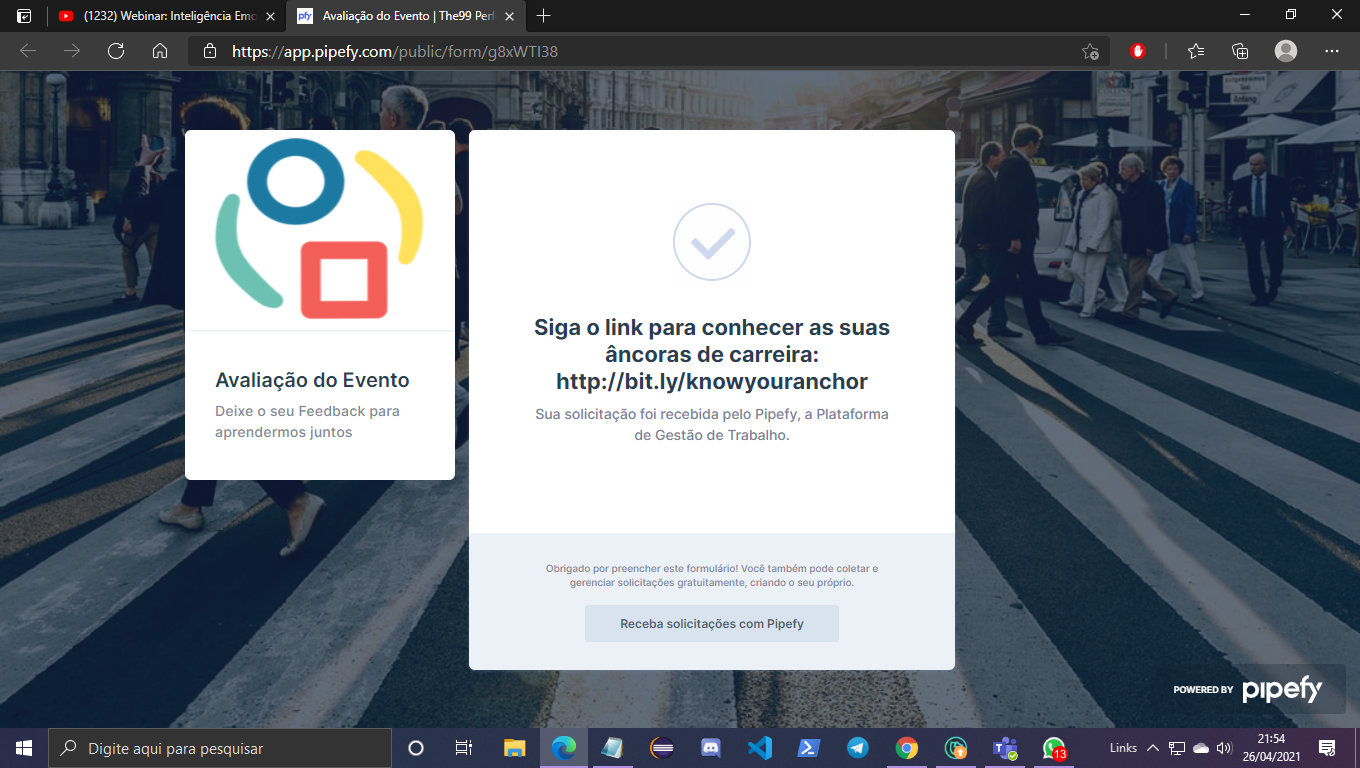 (1232) Webinar: Inteligência Emo
pfy
Avaliação do Evento | The99 Perf
https://app.pipefy.com/public/form/g8xWTI38
Avaliação do Evento
Deixe o seu Feedback para
aprendermos juntos
Siga o link para conhecer as suas
âncoras de carreira:
http://bit.ly/knowyouranchor
Sua solicitação foi recebida pelo Pipefy, a Plataforma
de Gestão de Trabalho.
Obrigado por preencher este formulário! Você também pode coletar e
gerenciar solicitações gratuitamente, criando o seu próprio.
Receba solicitações com Pipefy
POWERED BY pipefy
Digite aqui para pesquisar
13
Links
21:54
26/04/2021